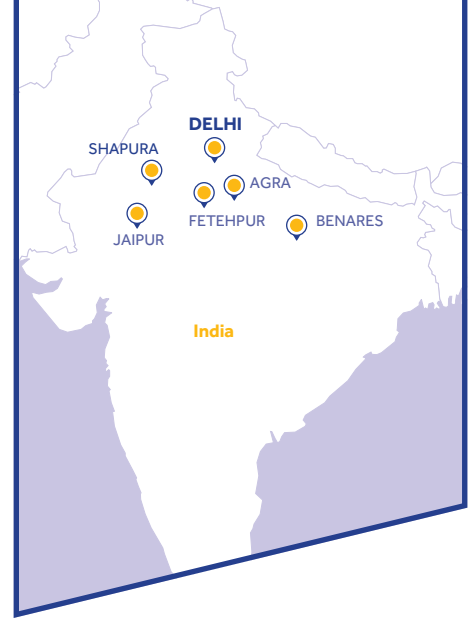 DELHI
SHAPURA
AGRA
FETEHPUR
BENARES
JAIPUR
India